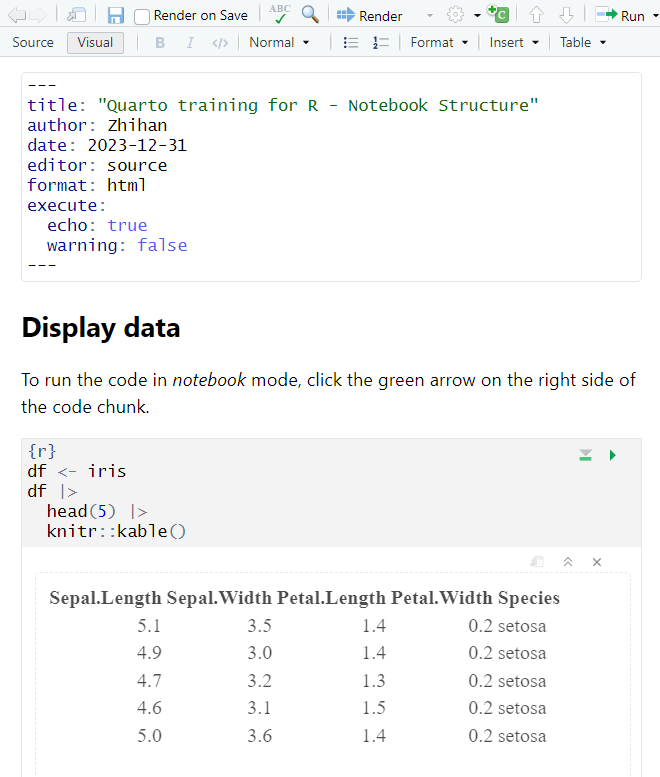 Render on Save ABC Render Run
Source Visual B I </> Normal Format Insert Table
---
title: "Quarto training for R - Notebook Structure"
author: Zhihan
date: 2023-12-31
editor: source
format: html
execute:
  echo: true
  warning: false
---
Display data
To run the code in notebook mode, click the green arrow on the right side of
the code chunk.
{r}
df <- iris
df |>
  head(5) |>
  knitr::kable()
Sepal.Length Sepal.Width Petal.Length Petal.Width Species
5.1 3.5 1.4 0.2 setosa
4.9 3.0 1.4 0.2 setosa
4.7 3.2 1.3 0.2 setosa
4.6 3.1 1.5 0.2 setosa
5.0 3.6 1.4 0.2 setosa